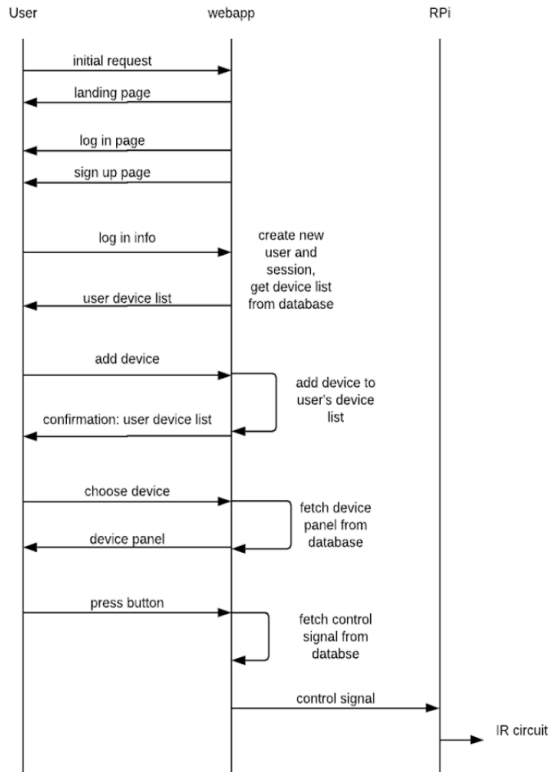 User
webapp
RPi
initial request
landing page
log in page
sign up page
log in info
create new
user and
session,
get device list
from database
user device list
add device
add device to
user's device
list
confirmation: user device list
choose device
fetch device
panel from
database
device panel
press button
fetch control
signal from
databse
control signal
IR circuit